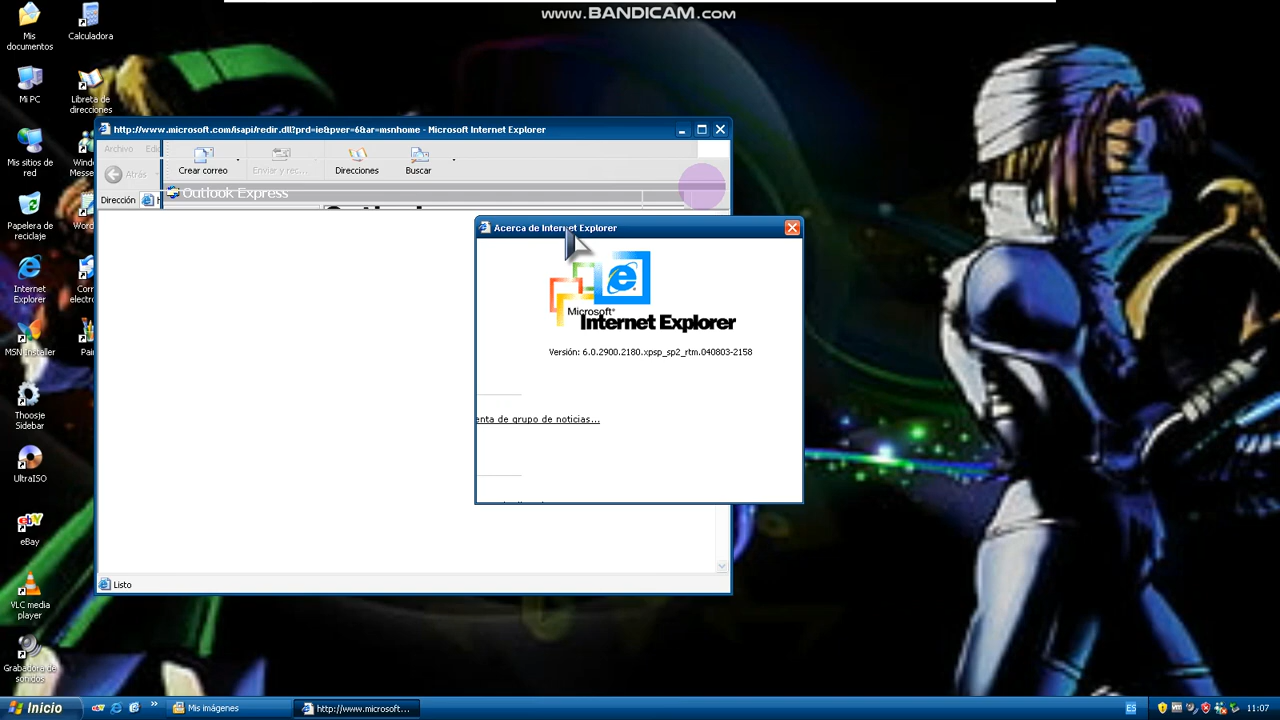 www.BANDICAM.com
Mis
documentos
Calculadora
Mi PC
Libreta de
direcciones
Mis sitios de
red
Papelera de
reciclaje
Internet
Explorer
MSN Installer
Thoosje
Sidebar
UltraISO
eBay
VLC media
player
Grabadora de
sonidos
http://www.microsoft.com/isapi/redir.dll?prd=ie&pver=6&ar=msnhome - Microsoft Internet Explorer
Archivo
Atrás
Crear correo
Enviar y rec...
Direcciones
Buscar
Dirección
Outlook Express
Acerca de Internet Explorer
Microsoft®
Internet Explorer
Versión: 6.0.2900.2180.xpsp_sp2_rtm.040803-2158
enta de grupo de noticias...
Listo
Inicio
Mis imágenes
http://www.microsoft...
ES
11:07